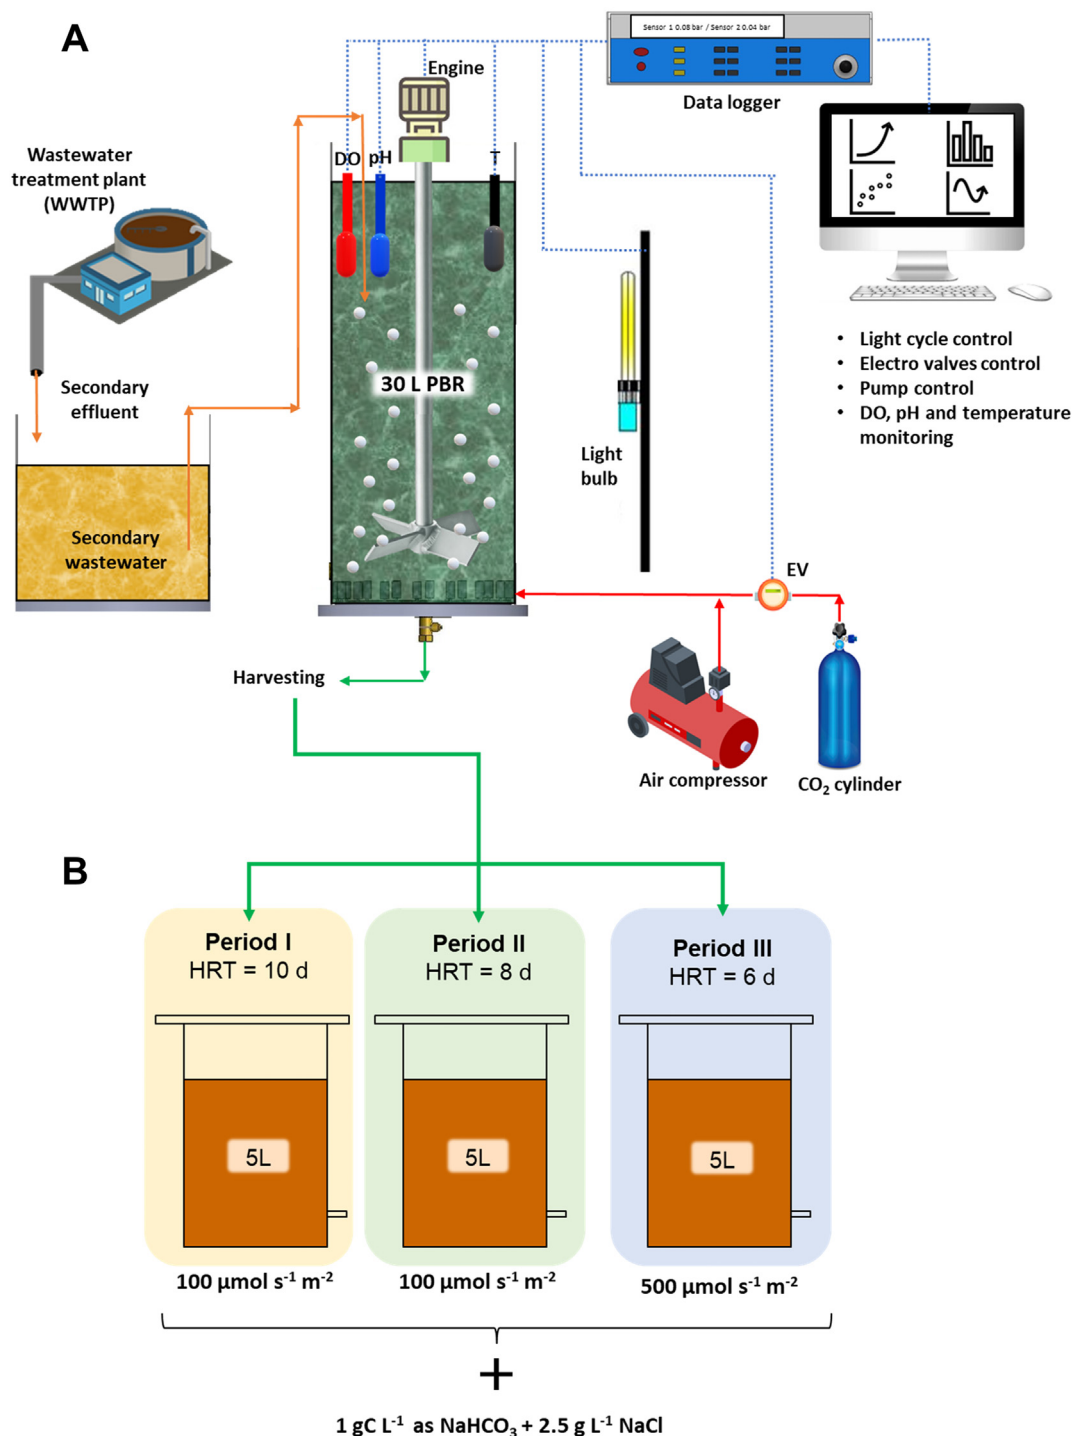 A
Sensor 1 0.08 bar / Sensor 2 0.04 bar
Engine
Data logger
Wastewater
treatment plant
(WWTP)
DO
pH
T
30 L PBR
Secondary
effluent
Light
bulb
• Light cycle control
• Electro valves control
• Pump control
• DO, pH and temperature
monitoring
Secondary
wastewater
EV
Harvesting
Air compressor
CO₂ cylinder
B
Period I
HRT = 10 d
Period II
HRT = 8 d
Period III
HRT = 6 d
5L
5L
5L
100 µmol s⁻¹ m⁻²
100 µmol s⁻¹ m⁻²
500 µmol s⁻¹ m⁻²
+
1 gC L⁻¹ as NaHCO₃ + 2.5 g L⁻¹ NaCl